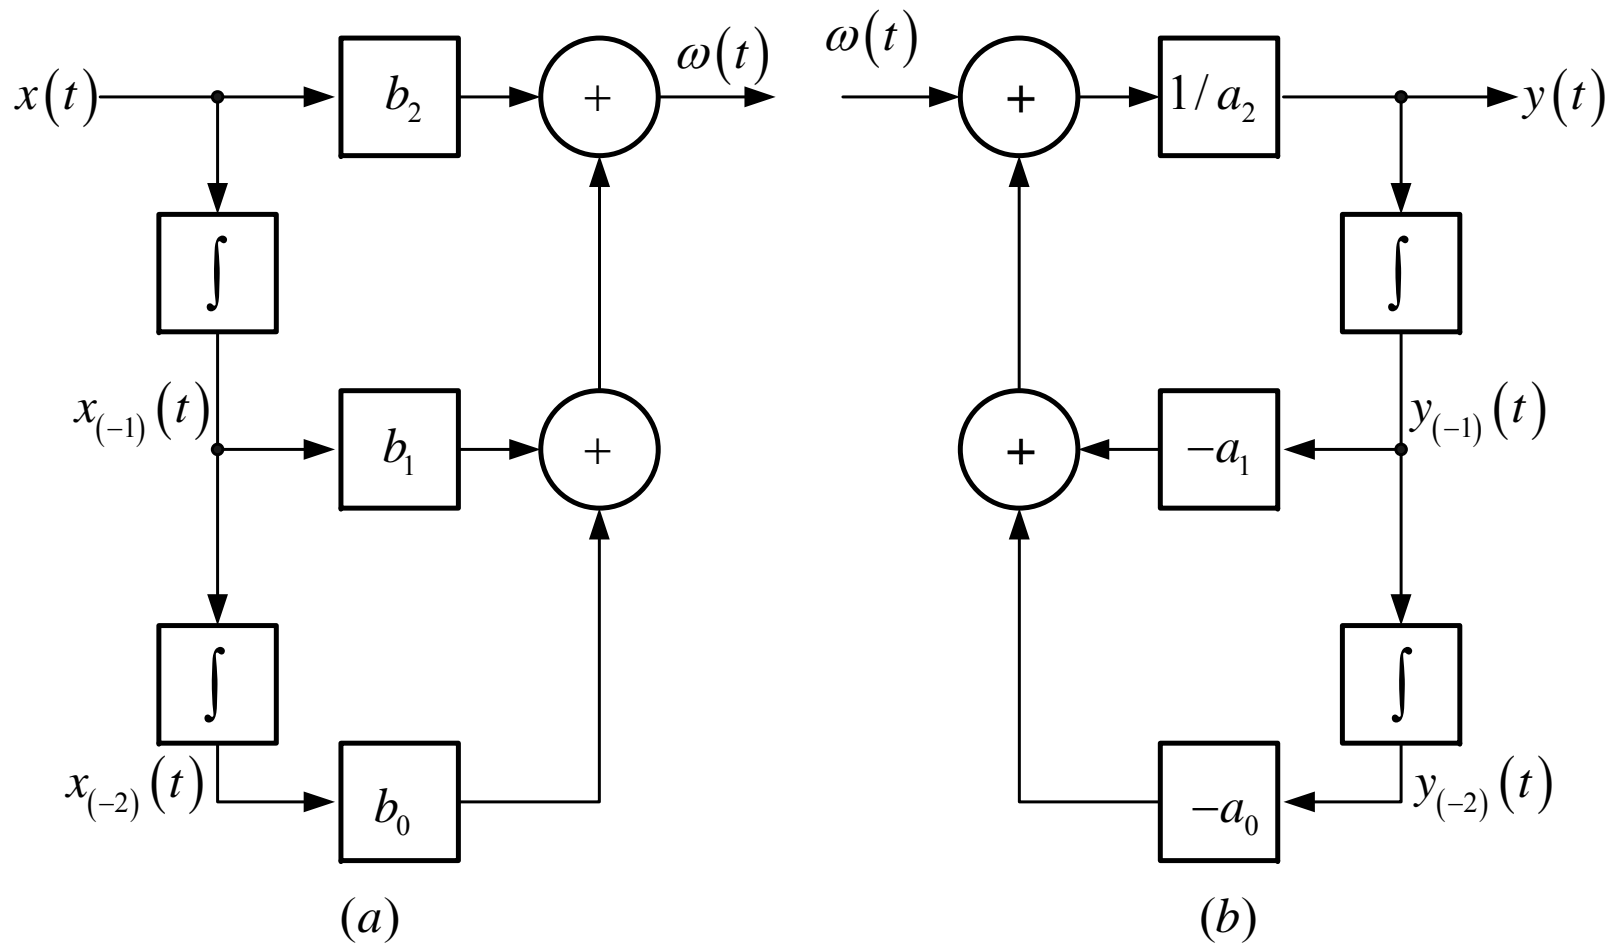 x(t)
b₂
+
ω(t)
∫
x₍₋₁₎(t)
b₁
+
∫
x₍₋₂₎(t)
b₀
(a)
ω(t)
+
1/a₂
y(t)
∫
+
−a₁
y₍₋₁₎(t)
∫
−a₀
y₍₋₂₎(t)
(b)